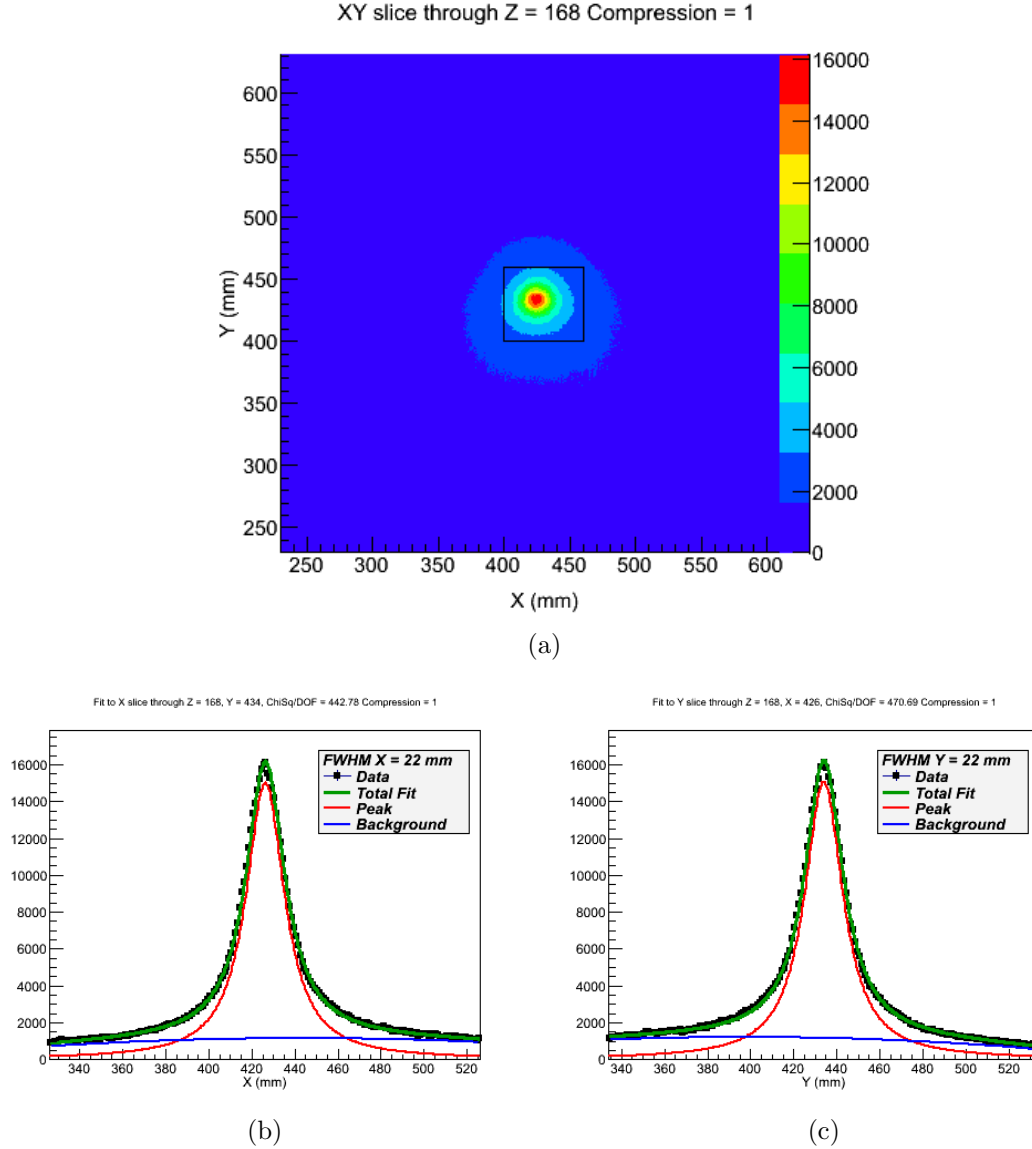 XY slice through Z = 168 Compression = 1
16000
14000
12000
10000
8000
6000
4000
2000
0
600
550
500
450
400
350
300
250
Y (mm)
250 300 350 400 450 500 550 600
X (mm)
(a)
Fit to X slice through Z = 168, Y = 434, ChiSq/DOF = 442.78 Compression = 1
FWHM X = 22 mm
Data
Total Fit
Peak
Background
16000
14000
12000
10000
8000
6000
4000
2000
0
340 360 380 400 420 440 460 480 500 520
X (mm)
(b)
Fit to Y slice through Z = 168, X = 426, ChiSq/DOF = 470.69 Compression = 1
FWHM Y = 22 mm
Data
Total Fit
Peak
Background
16000
14000
12000
10000
8000
6000
4000
2000
0
340 360 380 400 420 440 460 480 500 520
Y (mm)
(c)